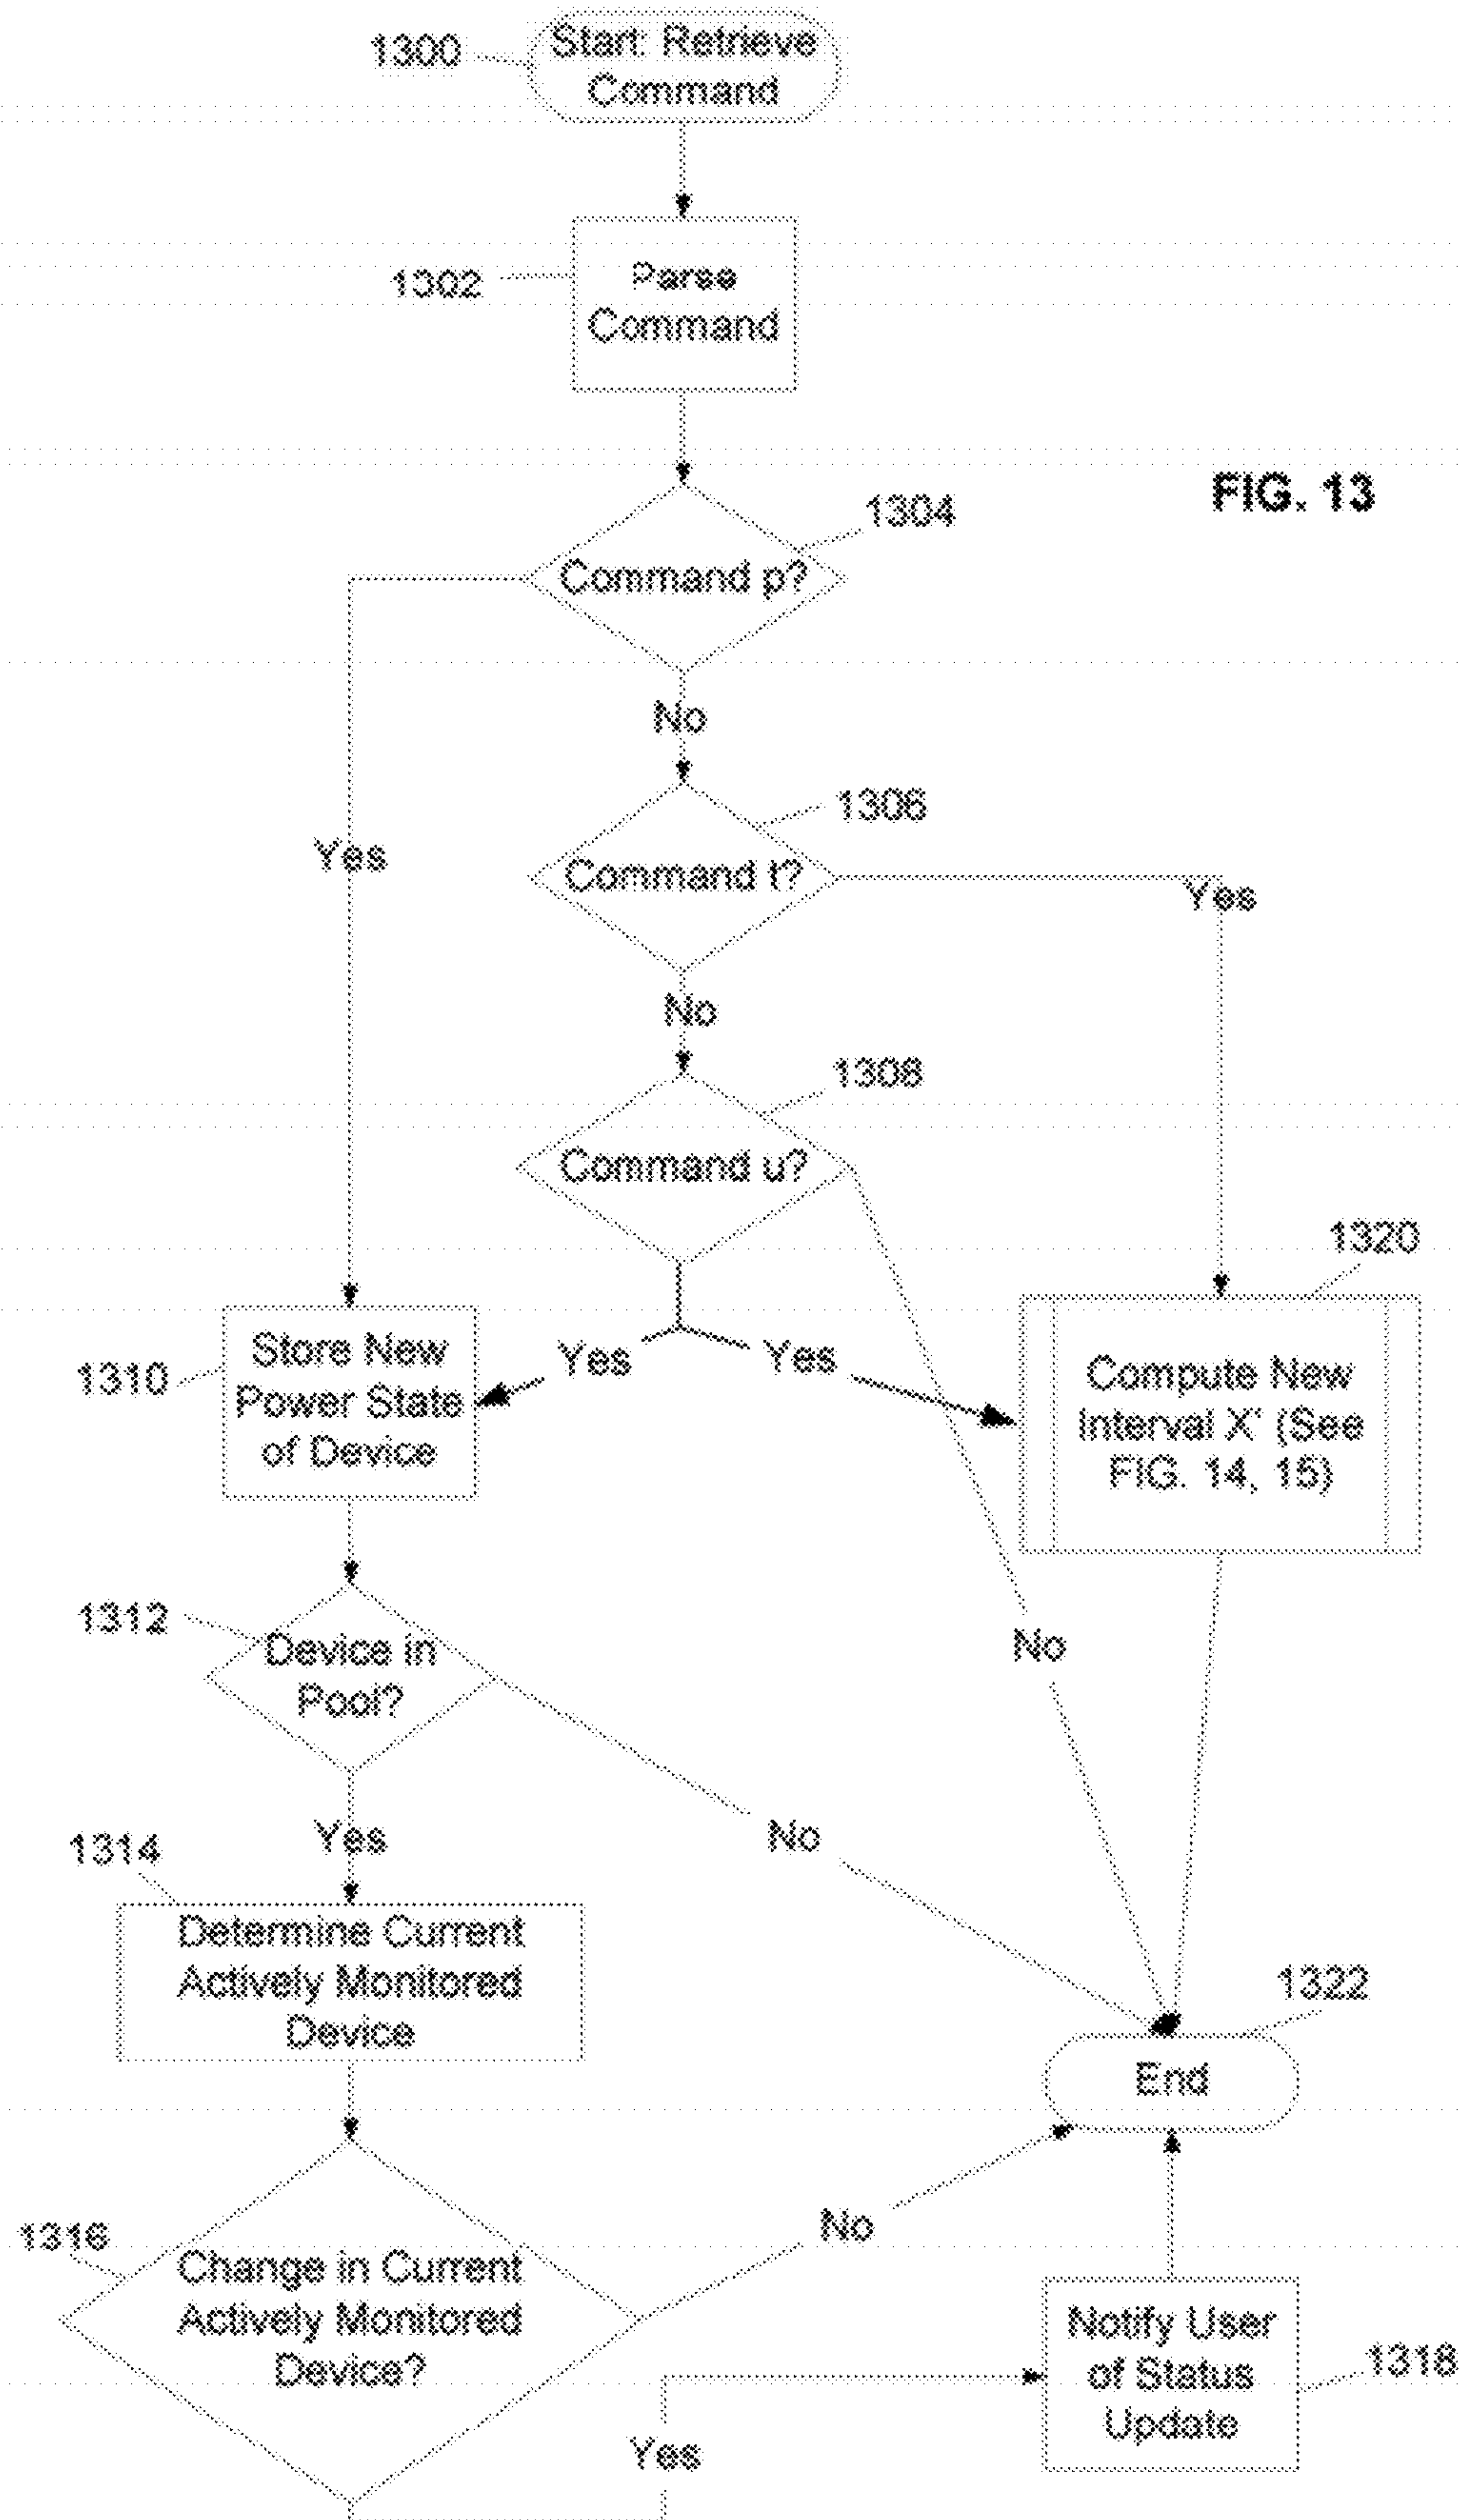 1300
Start: Retrieve
Command
1302
Parse
Command
FIG. 13
1304
Command p?
No
1306
Command t?
Yes
Yes
No
1308
Command u?
1320
1310
Store New
Power State
of Device
Yes
Yes
Compute New
Interval X' (See
FIG. 14, 15)
1312
Device in
Pool?
No
1314
Yes
No
Determine Current
Actively Monitored
Device
1322
End
1316
Change in Current
Actively Monitored
Device?
No
Notify User
of Status
Update
1318
Yes